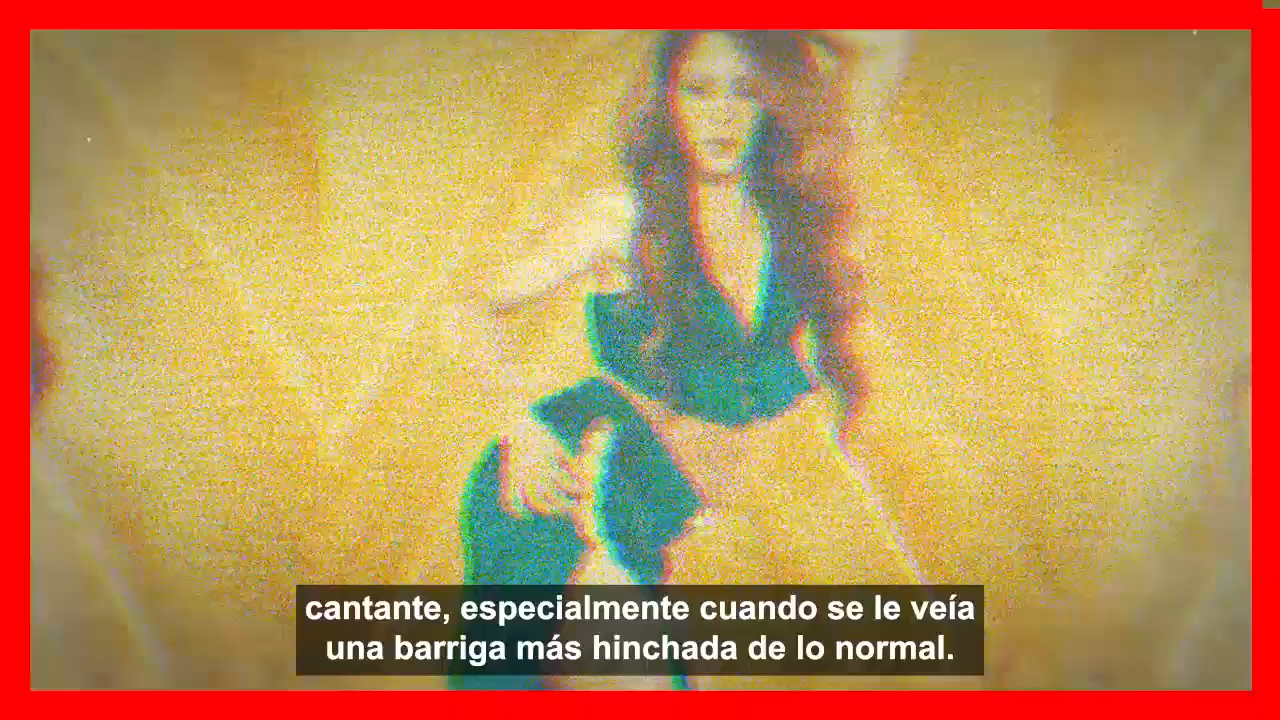 cantante, especialmente cuando se le veía
una barriga más hinchada de lo normal.